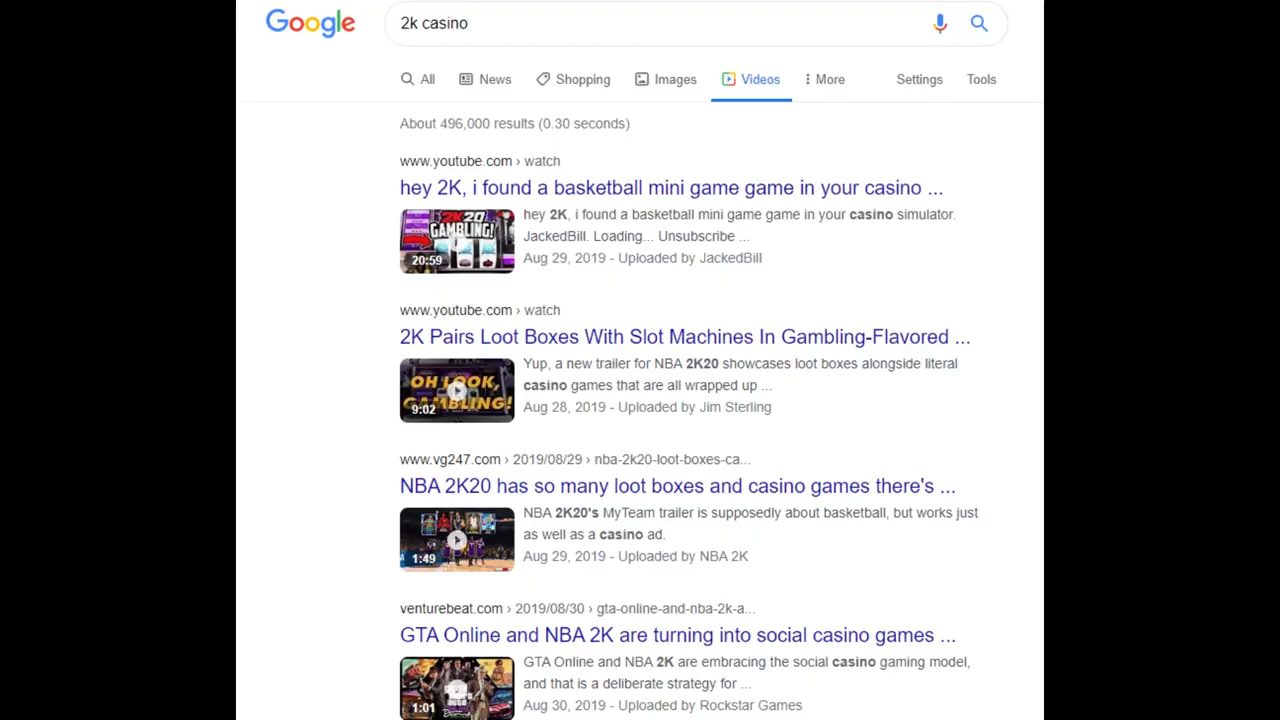 Google
2k casino
All News Shopping Images Videos More Settings Tools
About 496,000 results (0.30 seconds)
www.youtube.com › watch
hey 2K, i found a basketball mini game game in your casino ...
2K20
GAMBLING!
20:59
hey 2K, i found a basketball mini game game in your casino simulator.
JackedBill. Loading... Unsubscribe ...
Aug 29, 2019 - Uploaded by JackedBill
www.youtube.com › watch
2K Pairs Loot Boxes With Slot Machines In Gambling-Flavored ...
OH LOOK,
GAMBLING!
9:02
Yup, a new trailer for NBA 2K20 showcases loot boxes alongside literal
casino games that are all wrapped up ...
Aug 28, 2019 - Uploaded by Jim Sterling
www.vg247.com › 2019/08/29 › nba-2k20-loot-boxes-ca...
NBA 2K20 has so many loot boxes and casino games there's ...
1:49
NBA 2K20's MyTeam trailer is supposedly about basketball, but works just
as well as a casino ad.
Aug 29, 2019 - Uploaded by NBA 2K
venturebeat.com › 2019/08/30 › gta-online-and-nba-2k-a...
GTA Online and NBA 2K are turning into social casino games ...
1:01
GTA Online and NBA 2K are embracing the social casino gaming model,
and that is a deliberate strategy for ...
Aug 30, 2019 - Uploaded by Rockstar Games